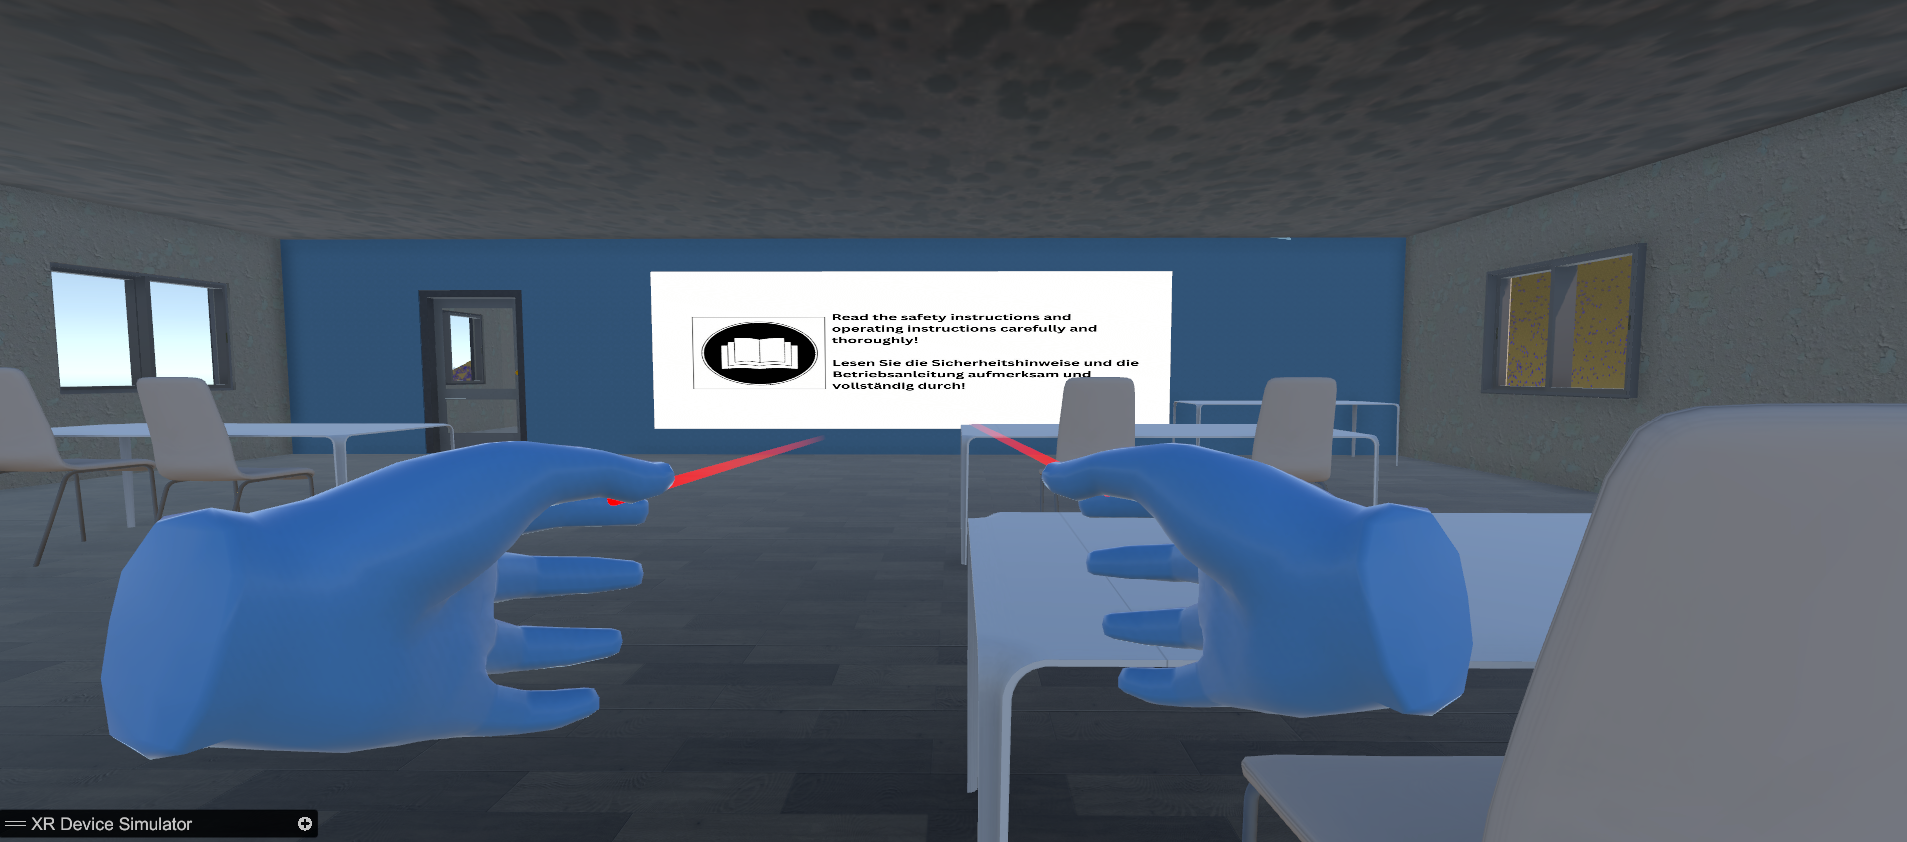 Read the safety instructions and
operating instructions carefully and
thoroughly!
Lesen Sie die Sicherheitshinweise und die
Betriebsanleitung aufmerksam und
vollständig durch!
XR Device Simulator